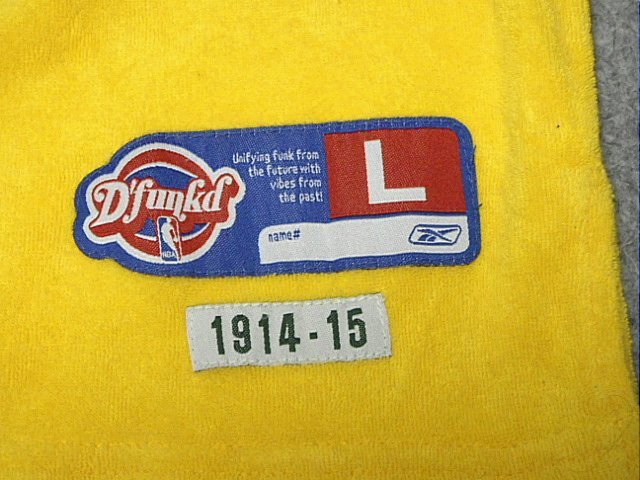 D'funkd
NBA
Unifying funk from
the future with
vibes from
the past!
L
name#
1914-15